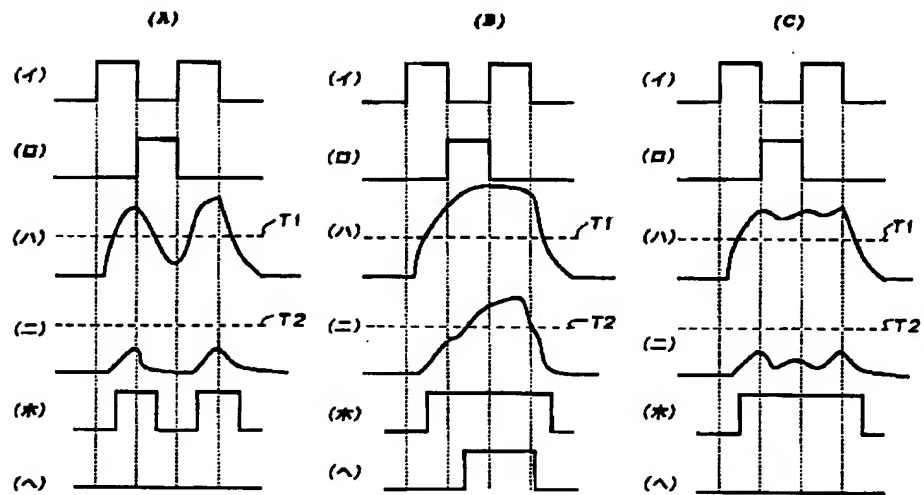 (A) (B) (C)
(イ) (イ) (イ)
(ロ) (ロ) (ロ)
(ハ) T1 (ハ) T1 (ハ) T1
(ニ) T2 (ニ) T2 (ニ) T2
(ホ) (ホ) (ホ)
(ヘ) (ヘ) (ヘ)